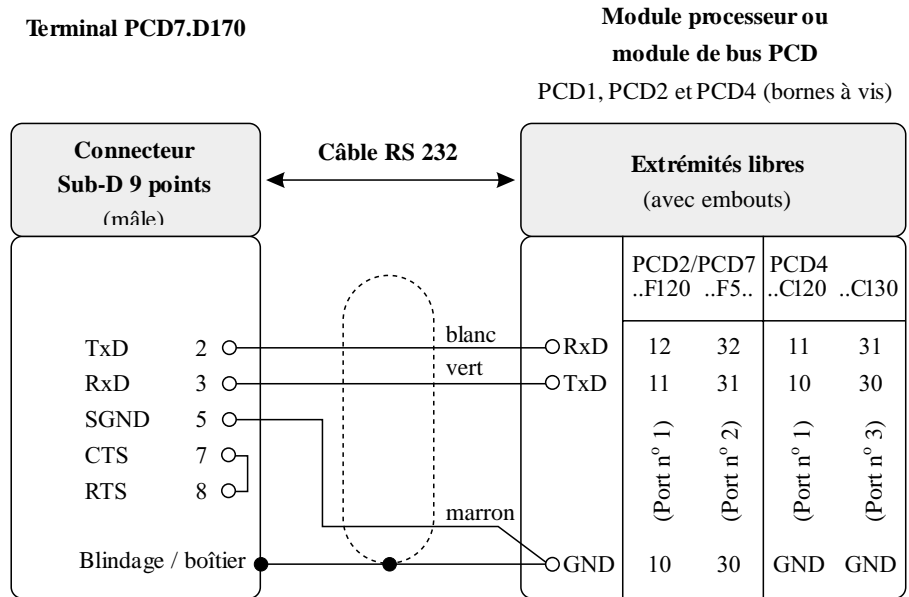 Terminal PCD7.D170
Module processeur ou
module de bus PCD
PCD1, PCD2 et PCD4 (bornes à vis)
Connecteur
Sub-D 9 points
(mâle)
Câble RS 232
Extrémités libres
(avec embouts)
PCD2/PCD7 PCD4
..F120 ..F5.. ..C120 ..C130
TxD 2 blanc RxD 12 32 11 31
RxD 3 vert TxD 11 31 10 30
SGND 5
CTS 7
RTS 8
(Port n° 1) (Port n° 2) (Port n° 1) (Port n° 3)
marron
Blindage / boîtier GND 10 30 GND GND